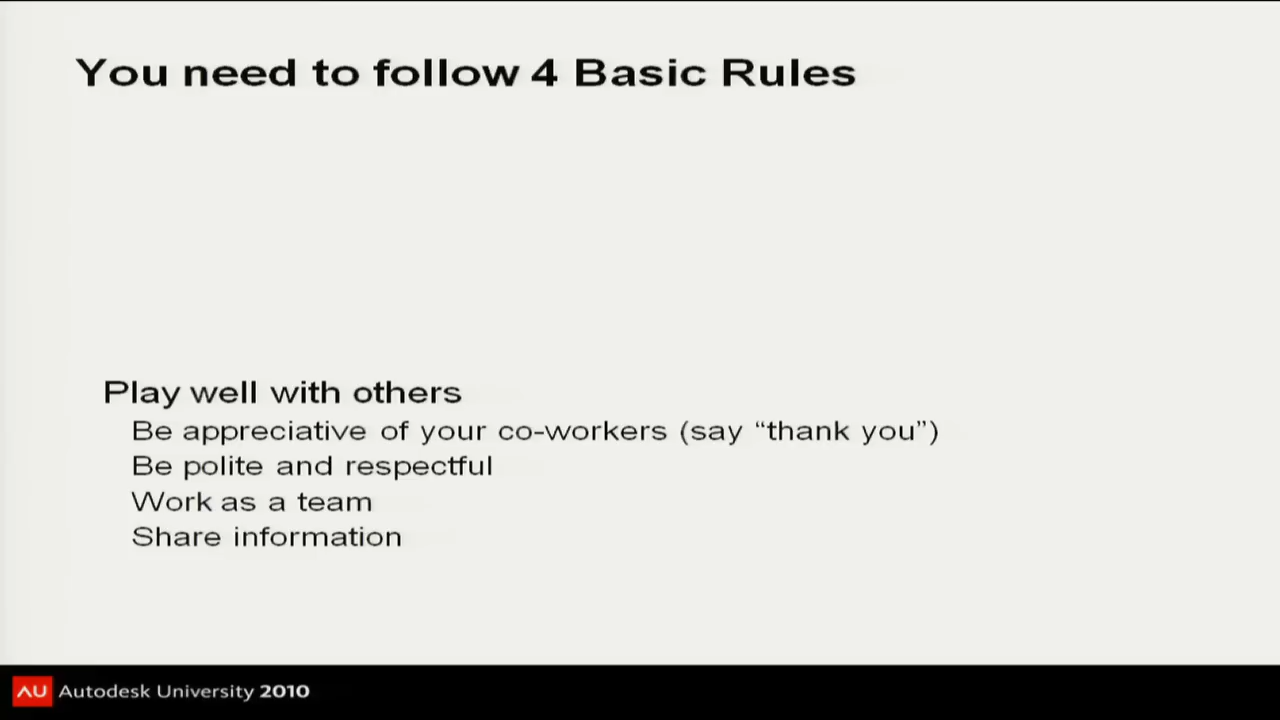 You need to follow 4 Basic Rules
Play well with others
Be appreciative of your co-workers (say “thank you”)
Be polite and respectful
Work as a team
Share information
AU Autodesk University 2010